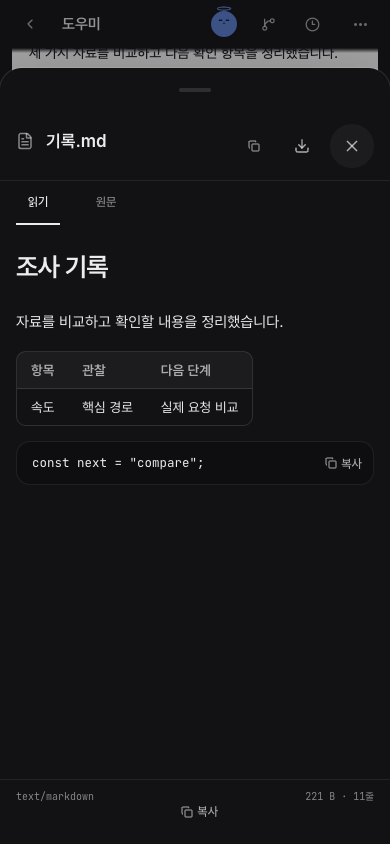 도우미
세 가지 자료를 비교하고 다음 확인 항목을 정리했습니다.
기록.md
읽기 원문
조사 기록
자료를 비교하고 확인할 내용을 정리했습니다.
항목 관찰 다음 단계
속도 핵심 경로 실제 요청 비교
const next = "compare"; 복사
text/markdown 221 B · 11줄
복사